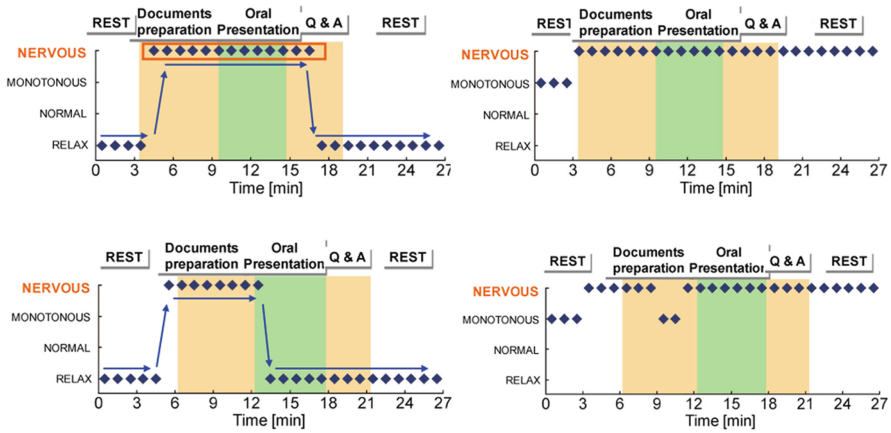 REST
Documents
preparation
Oral
Presentation
Q & A
REST
NERVOUS
MONOTONOUS
NORMAL
RELAX
0 3 6 9 12 15 18 21 24 27
Time [min]
REST
Documents
preparation
Oral
Presentation
Q & A
REST
NERVOUS
MONOTONOUS
NORMAL
RELAX
0 3 6 9 12 15 18 21 24 27
Time [min]
REST
Documents
preparation
Oral
Presentation
Q & A
REST
NERVOUS
MONOTONOUS
NORMAL
RELAX
0 3 6 9 12 15 18 21 24 27
Time [min]
REST
Documents
preparation
Oral
Presentation
Q & A
REST
NERVOUS
MONOTONOUS
NORMAL
RELAX
0 3 6 9 12 15 18 21 24 27
Time [min]